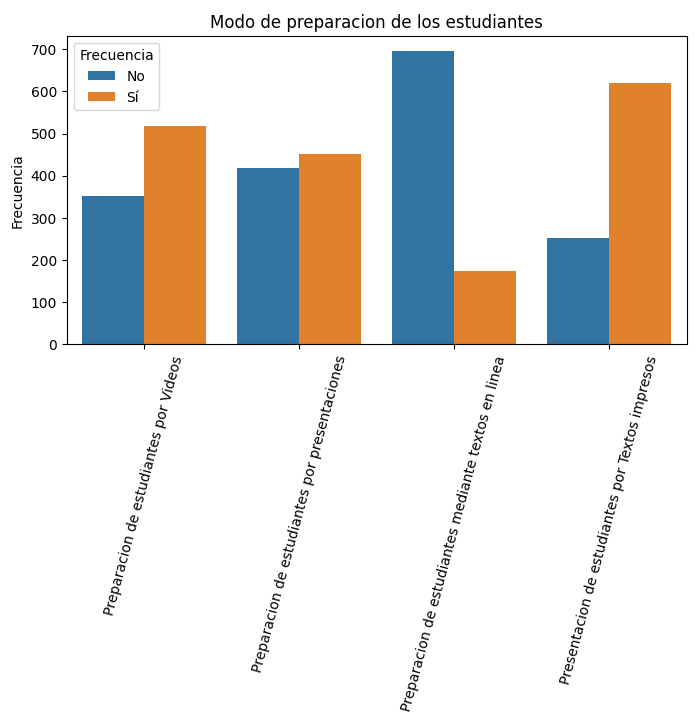 Modo de preparacion de los estudiantes
Frecuencia
No
Sí
Frecuencia
700
600
500
400
300
200
100
0
Preparacion de estudiantes por Videos
Preparacion de estudiantes por presentaciones
Preparacion de estudiantes mediante textos en linea
Presentacion de estudiantes por Textos impresos